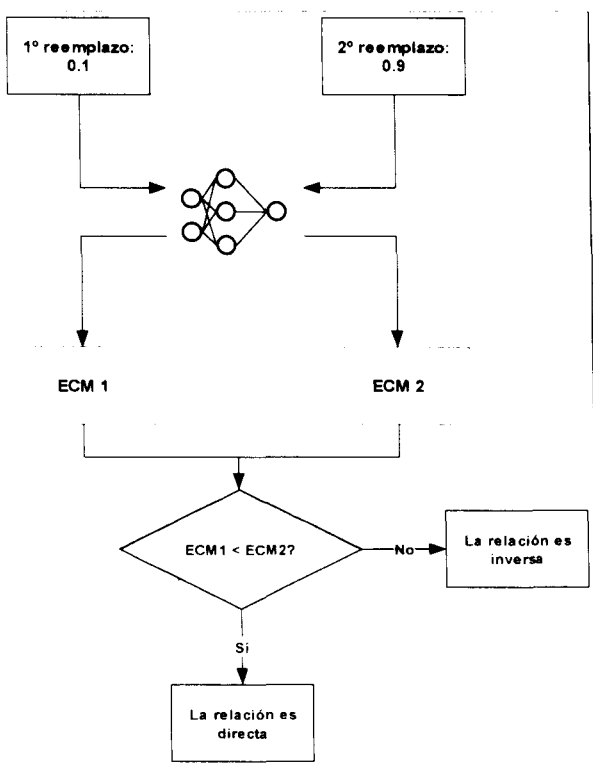 1º reemplazo:
0.1
2º reemplazo:
0.9
ECM 1
ECM 2
ECM1 < ECM2?
No
La relación es
inversa
Sí
La relación es
directa